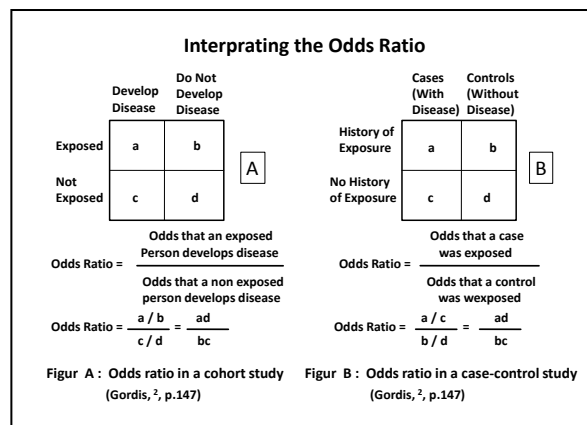 Interprating the Odds Ratio
Develop
Disease
Do Not
Develop
Disease
Exposed
a
b
Not
Exposed
c
d
A
Odds Ratio =
Odds that an exposed
Person develops disease
Odds that a non exposed
person develops disease
Odds Ratio = a / b = ad
c / d bc
Figur A : Odds ratio in a cohort study
(Gordis, ², p.147)
Cases
(With
Disease)
Controls
(Without
Disease)
History of
Exposure
a
b
No History
of Exposure
c
d
B
Odds Ratio =
Odds that a case
was exposed
Odds that a control
was wexposed
Odds Ratio = a / c = ad
b / d bc
Figur B : Odds ratio in a case-control study
(Gordis, ², p.147)